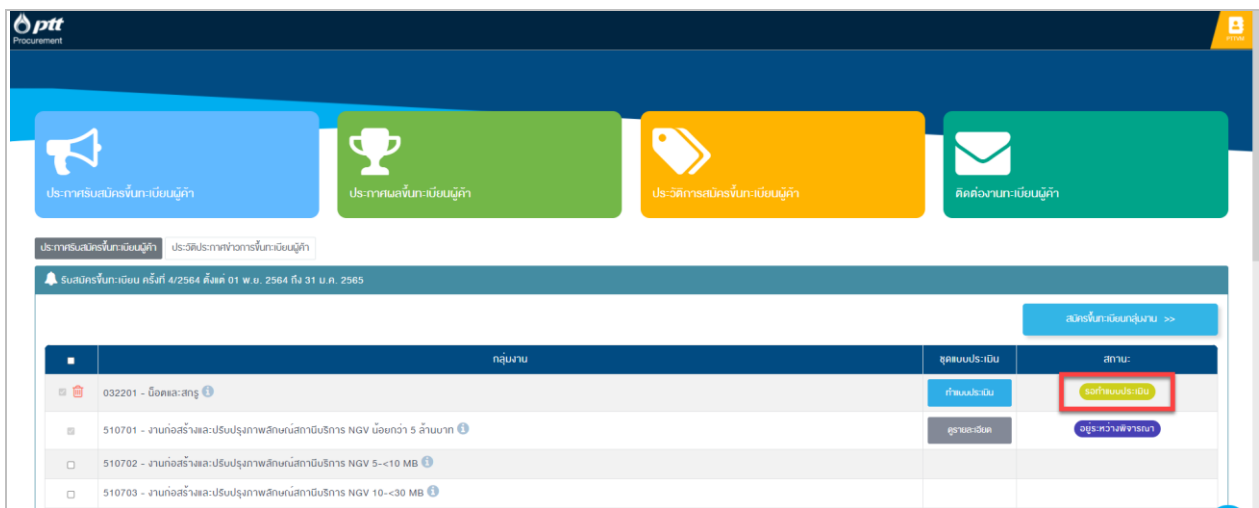 ptt
Procurement
ประกาศรับสมัครขึ้นทะเบียนผู้ค้า
ประกาศผลขึ้นทะเบียนผู้ค้า
ประวัติการสมัครขึ้นทะเบียนผู้ค้า
ติดต่องานทะเบียนผู้ค้า
ประกาศรับสมัครขึ้นทะเบียนผู้ค้า ประวัติประกาศข่าวการขึ้นทะเบียนผู้ค้า
รับสมัครขึ้นทะเบียน ครั้งที่ 4/2564 ตั้งแต่ 01 พ.ย. 2564 ถึง 31 ม.ค. 2565
สมัครขึ้นทะเบียนกลุ่มงาน >>
กลุ่มงาน ชุดแบบประเมิน สถานะ
032201 - น็อตและสกรู ทำแบบประเมิน รอทำแบบประเมิน
510701 - งานก่อสร้างและปรับปรุงภาพลักษณ์สถานีบริการ NGV น้อยกว่า 5 ล้านบาท ดูรายละเอียด อยู่ระหว่างพิจารณา
510702 - งานก่อสร้างและปรับปรุงภาพลักษณ์สถานีบริการ NGV 5-<10 MB
510703 - งานก่อสร้างและปรับปรุงภาพลักษณ์สถานีบริการ NGV 10-<30 MB